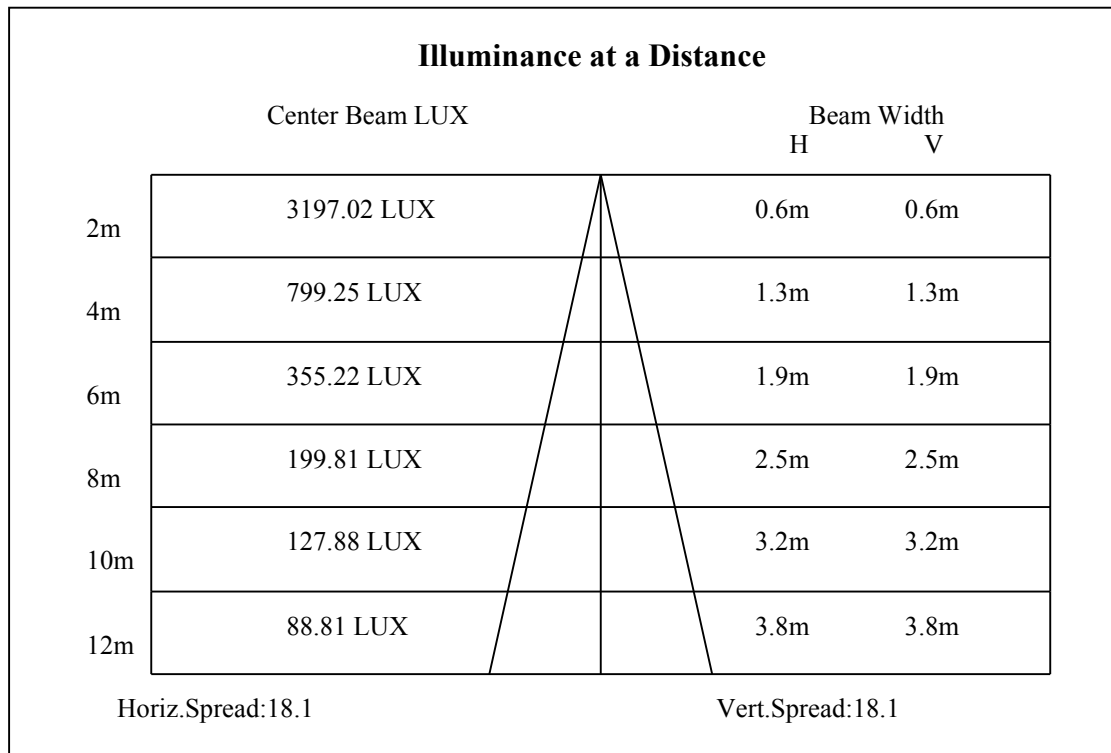 Illuminance at a Distance
Center Beam LUX Beam Width
H V
2m 3197.02 LUX 0.6m 0.6m
4m 799.25 LUX 1.3m 1.3m
6m 355.22 LUX 1.9m 1.9m
8m 199.81 LUX 2.5m 2.5m
10m 127.88 LUX 3.2m 3.2m
12m 88.81 LUX 3.8m 3.8m
Horiz.Spread:18.1 Vert.Spread:18.1